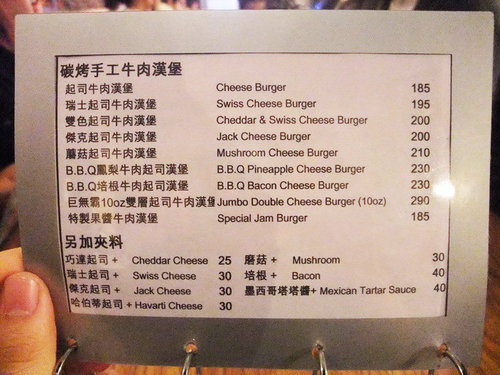 碳烤手工牛肉漢堡
起司牛肉漢堡 Cheese Burger 185
瑞士起司牛肉漢堡 Swiss Cheese Burger 195
雙色起司牛肉漢堡 Cheddar & Swiss Cheese Burger 200
傑克起司牛肉漢堡 Jack Cheese Burger 200
蘑菇起司牛肉漢堡 Mushroom Cheese Burger 210
B.B.Q鳳梨牛肉起司漢堡 B.B.Q Pineapple Cheese Burger 230
B.B.Q培根牛肉起司漢堡 B.B.Q Bacon Cheese Burger 230
巨無霸10oz雙層起司牛肉漢堡 Jumbo Double Cheese Burger (10oz) 290
特製果醬牛肉漢堡 Special Jam Burger 185
另加夾料
巧達起司 + Cheddar Cheese 25 蘑菇 + Mushroom 30
瑞士起司 + Swiss Cheese 30 培根 + Bacon 40
傑克起司 + Jack Cheese 30 墨西哥塔塔醬+ Mexican Tartar Sauce 40
哈伯蒂起司 + Havarti Cheese 30